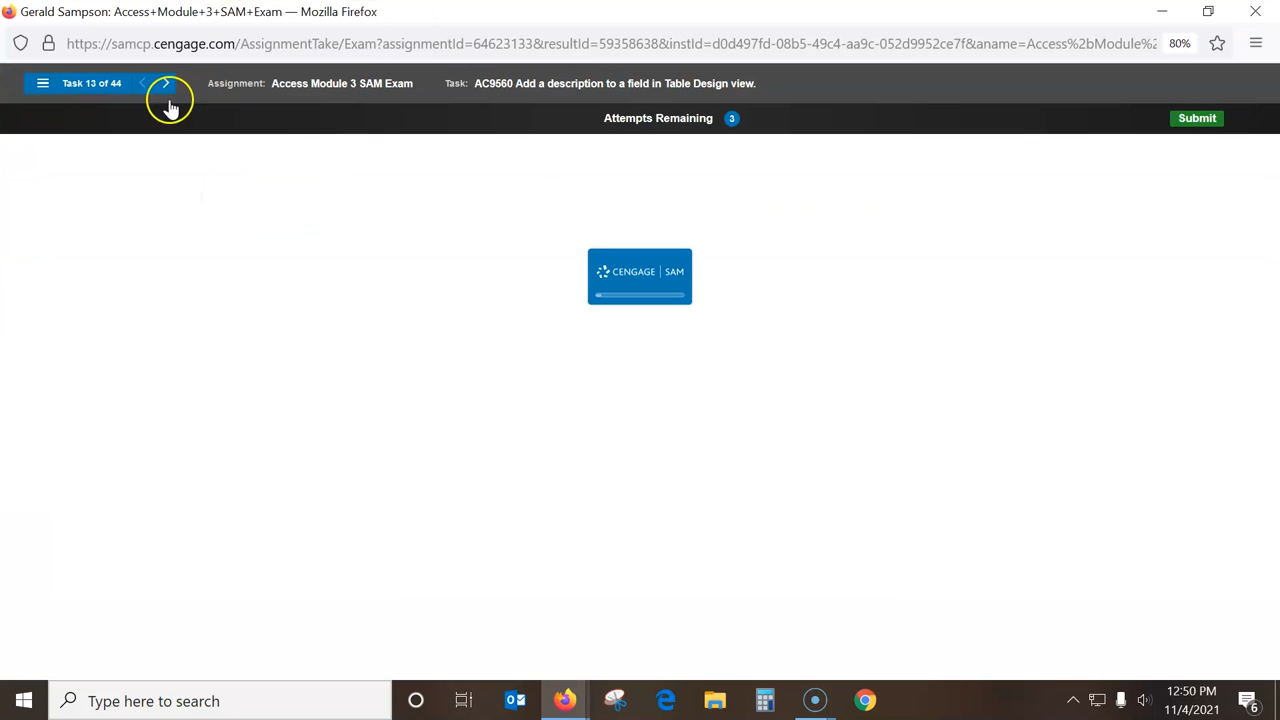 Gerald Sampson: Access+Module+3+SAM+Exam — Mozilla Firefox
https://samcp.cengage.com/AssignmentTake/Exam?assignmentId=64623133&resultId=59358638&instId=d0d497fd-08b5-49c4-aa9c-052d9952ce7f&aname=Access%2bModule%2
80%
Task 13 of 44
Assignment: Access Module 3 SAM Exam
Task: AC9560 Add a description to a field in Table Design view.
Attempts Remaining 3
Submit
CENGAGE | SAM
Type here to search
12:50 PM
11/4/2021
6